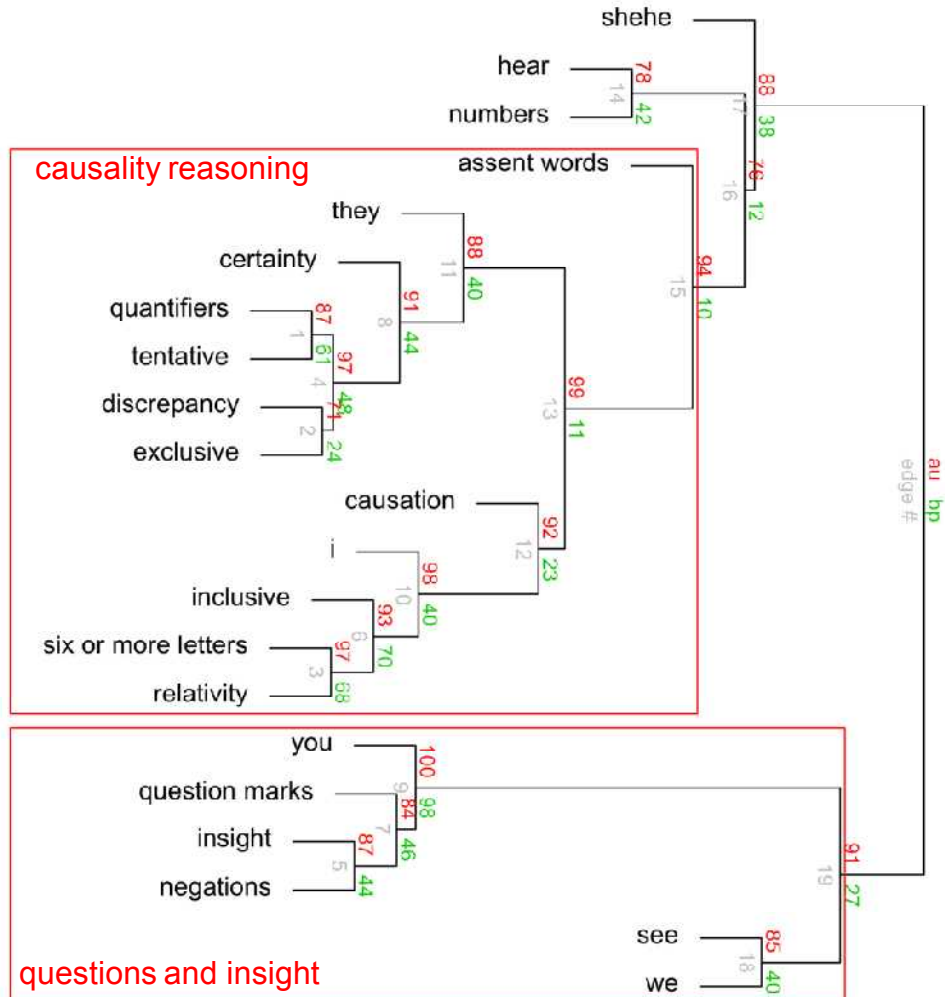 shehe
hear
78
14
42
numbers
88
17
38
76
16
12
causality reasoning
assent words
94
15
10
they
88
11
40
certainty
91
8
44
quantifiers
87
1
61
tentative
97
4
48
discrepancy
71
2
24
exclusive
99
13
11
causation
92
12
23
i
98
10
40
inclusive
93
6
70
six or more letters
97
3
68
relativity
au bp
edge #
you
100
9
98
question marks
84
7
46
insight
87
5
44
negations
91
19
27
see
85
18
40
we
questions and insight